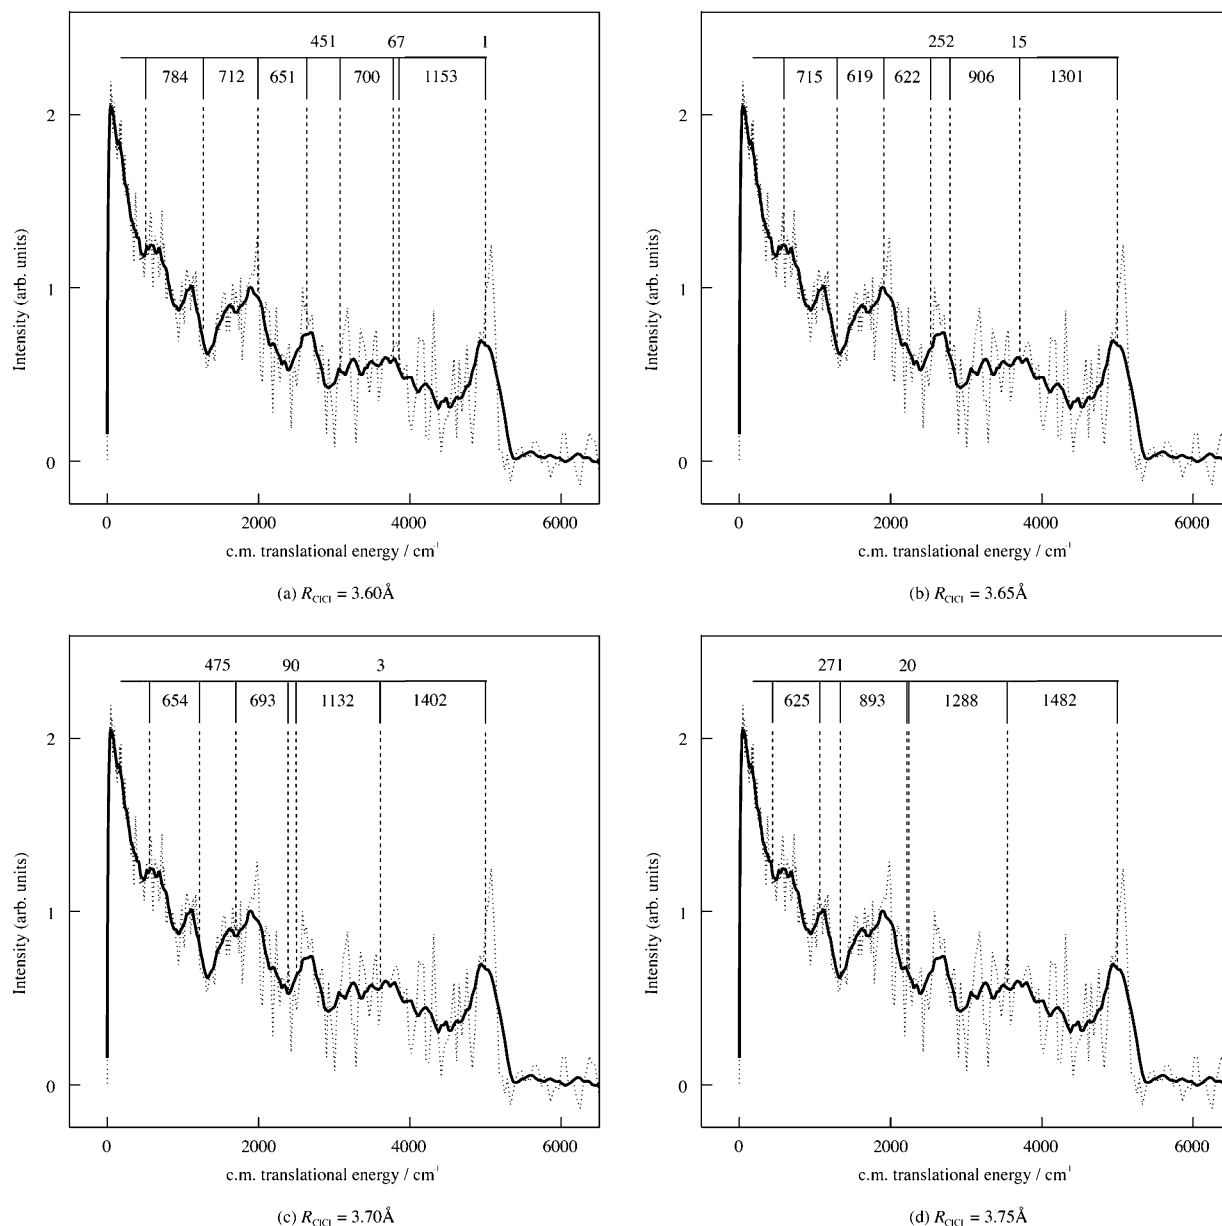 451 67 1
784 712 651 700 1153
2
1
0
Intensity (arb. units)
0 2000 4000 6000
c.m. translational energy / cm⁻¹
(a) R_ClCl = 3.60Å
252 15
715 619 622 906 1301
2
1
0
Intensity (arb. units)
0 2000 4000 6000
c.m. translational energy / cm⁻¹
(b) R_ClCl = 3.65Å
475 90 3
654 693 1132 1402
2
1
0
Intensity (arb. units)
0 2000 4000 6000
c.m. translational energy / cm⁻¹
(c) R_ClCl = 3.70Å
271 20
625 893 1288 1482
2
1
0
Intensity (arb. units)
0 2000 4000 6000
c.m. translational energy / cm⁻¹
(d) R_ClCl = 3.75Å